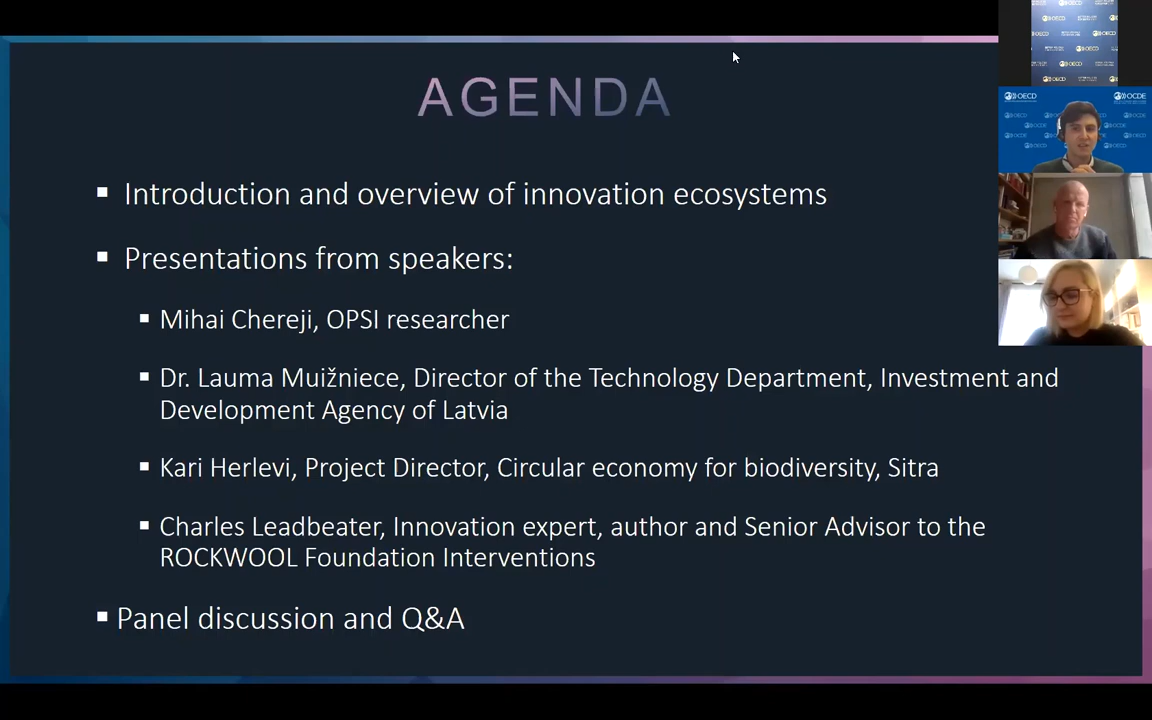 AGENDA
Introduction and overview of innovation ecosystems
Presentations from speakers:
Mihai Chereji, OPSI researcher
Dr. Lauma Muižniece, Director of the Technology Department, Investment and
Development Agency of Latvia
Kari Herlevi, Project Director, Circular economy for biodiversity, Sitra
Charles Leadbeater, Innovation expert, author and Senior Advisor to the
ROCKWOOL Foundation Interventions
Panel discussion and Q&A
OECD
OCDE